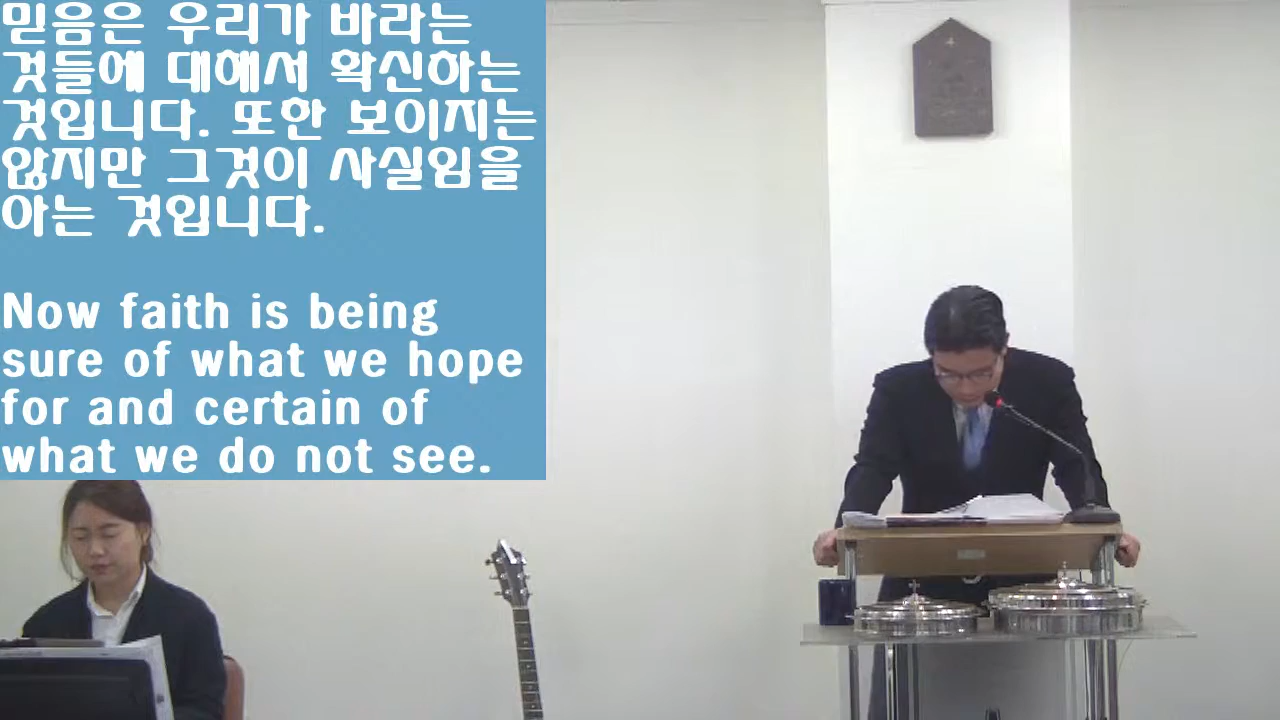 믿음은 우리가 바라는
것들에 대해서 확신하는
것입니다. 또한 보이지는
않지만 그것이 사실임을
아는 것입니다.
Now faith is being
sure of what we hope
for and certain of
what we do not see.